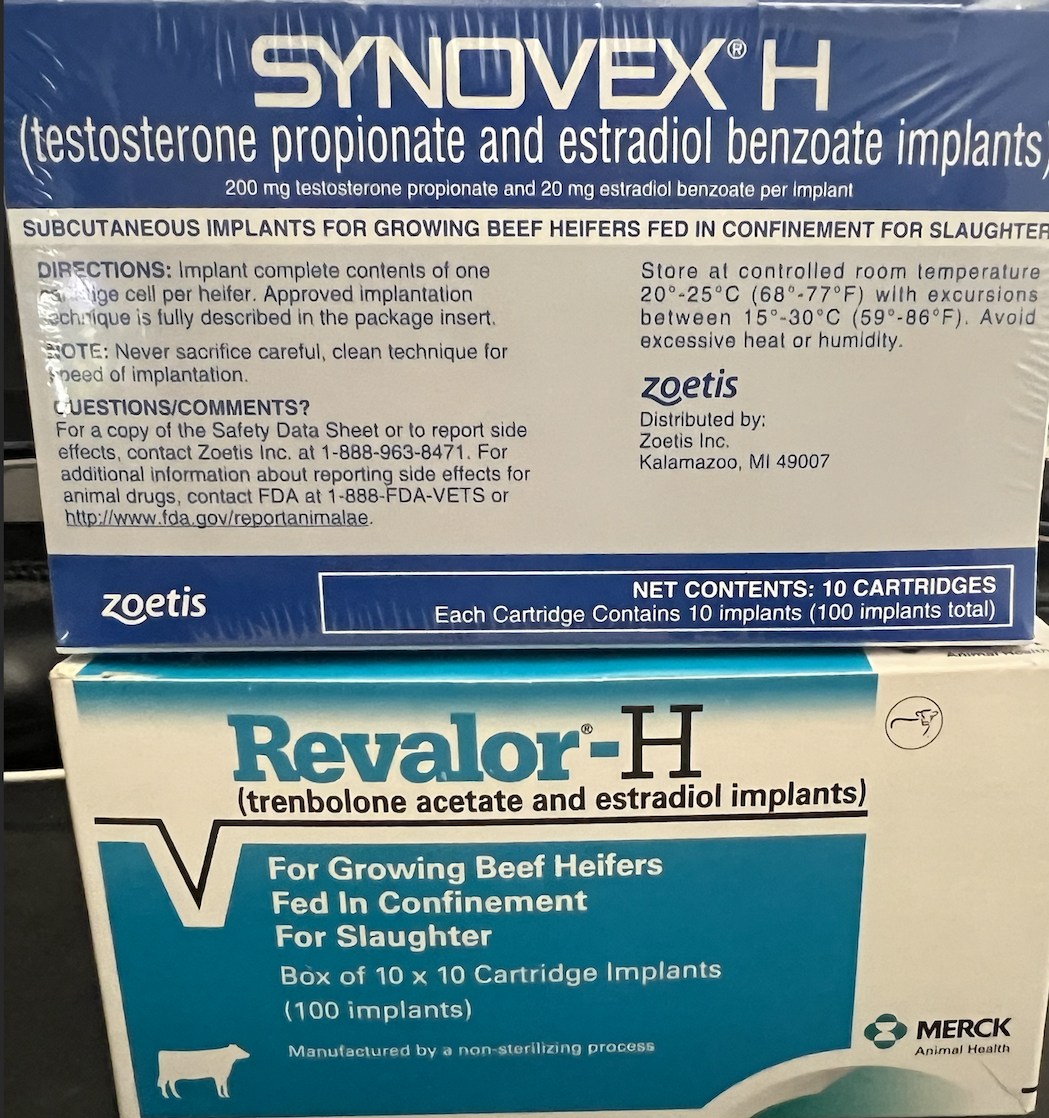 SYNOVEX® H
(testosterone propionate and estradiol benzoate implants)
200 mg testosterone propionate and 20 mg estradiol benzoate per implant
SUBCUTANEOUS IMPLANTS FOR GROWING BEEF HEIFERS FED IN CONFINEMENT FOR SLAUGHTER
DIRECTIONS: Implant complete contents of one
cell per heifer. Approved implantation
technique is fully described in the package insert.
NOTE: Never sacrifice careful, clean technique for
speed of implantation.
QUESTIONS/COMMENTS?
For a copy of the Safety Data Sheet or to report side
effects, contact Zoetis Inc. at 1-888-963-8471. For
additional information about reporting side effects for
animal drugs, contact FDA at 1-888-FDA-VETS or
http://www.fda.gov/reportanimalae.
Store at controlled room temperature
20°-25°C (68°-77°F) with excursions
between 15°-30°C (59°-86°F). Avoid
excessive heat or humidity.
zoetis
Distributed by:
Zoetis Inc.
Kalamazoo, MI 49007
zoetis
NET CONTENTS: 10 CARTRIDGES
Each Cartridge Contains 10 implants (100 implants total)
Animal Health
Revalor®-H
(trenbolone acetate and estradiol implants)
For Growing Beef Heifers
Fed In Confinement
For Slaughter
Box of 10 x 10 Cartridge Implants
(100 implants)
Manufactured by a non-sterilizing process
MERCK
Animal Health